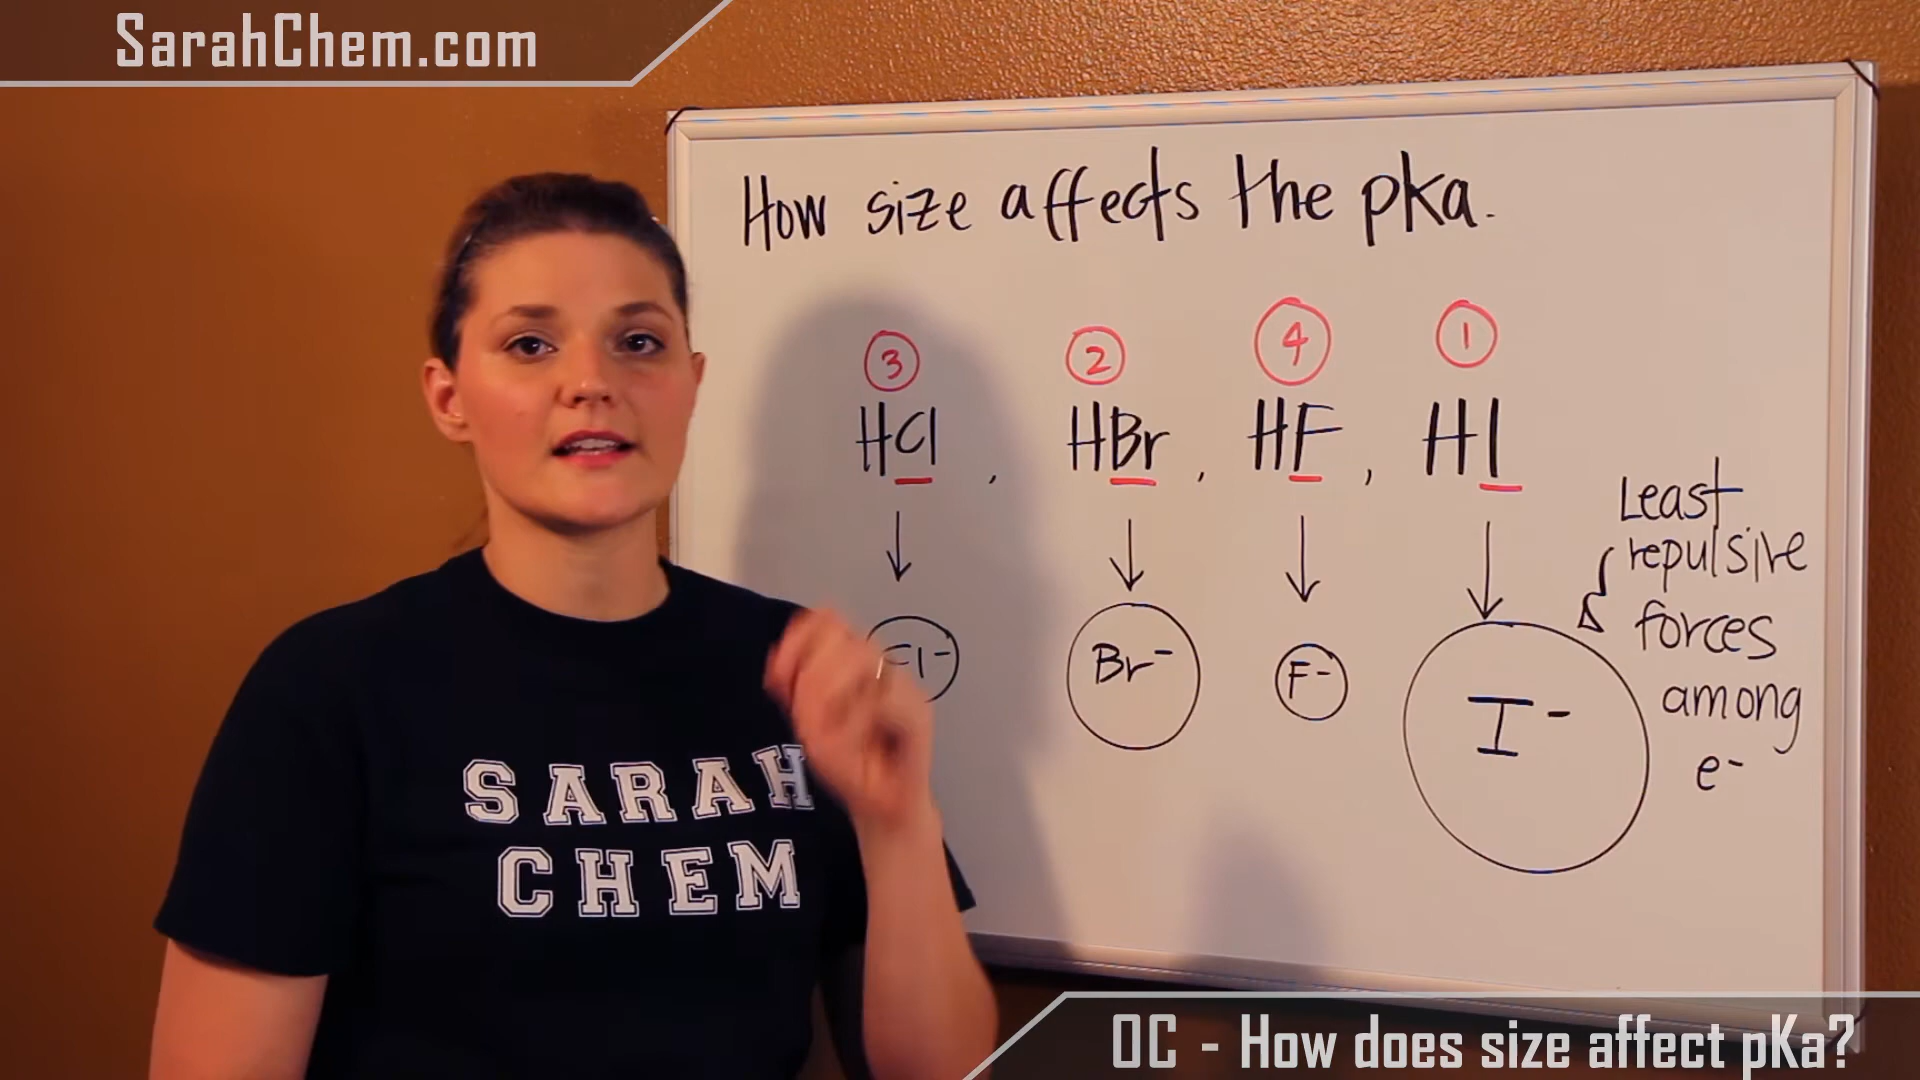 SarahChem.com
How size affects the pka.
3 2 4 1
HCl, HBr, HF, HI
Cl- Br- F- I-
Least
repulsive
forces
among
e-
SARAH
CHEM
OC - How does size affect pKa?